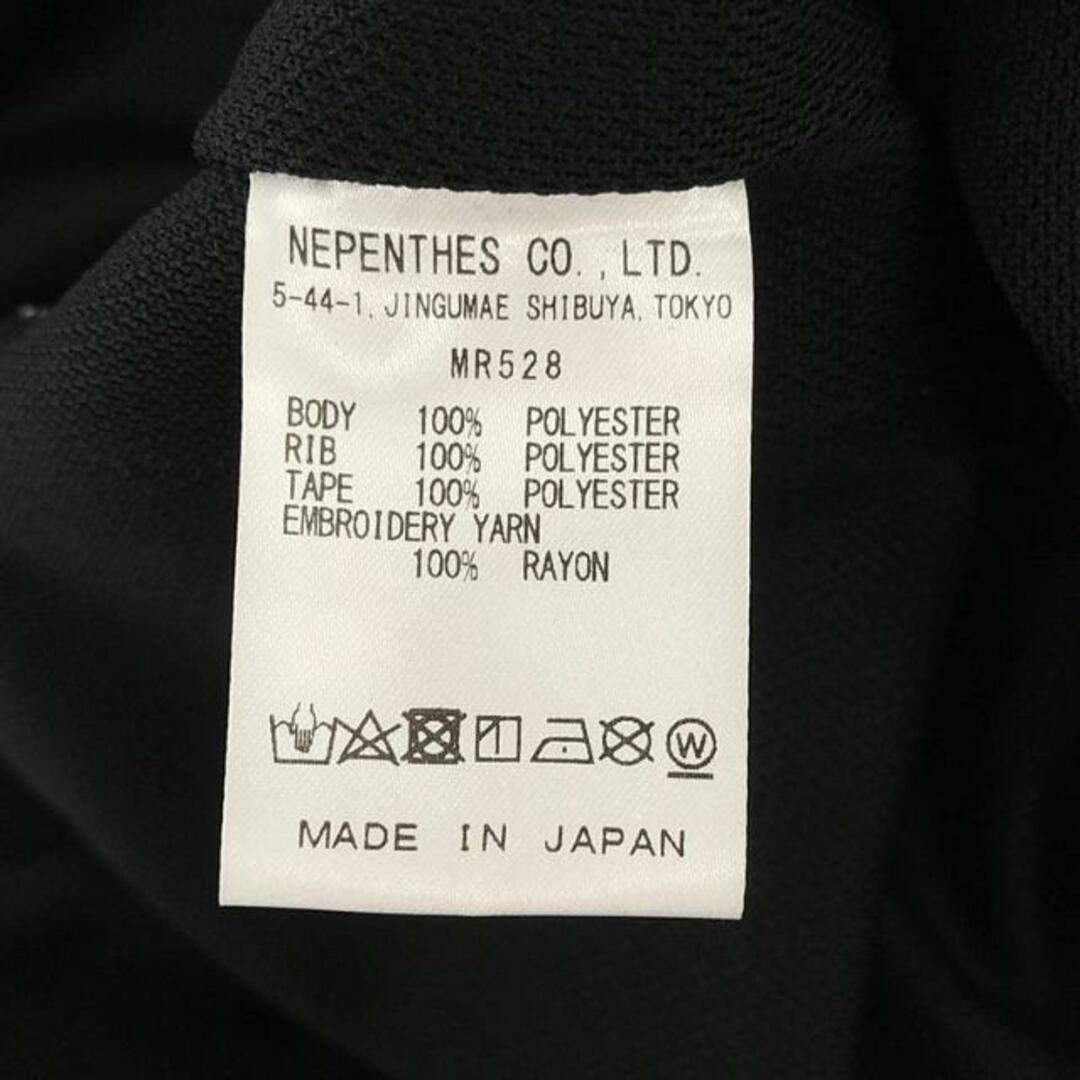 NEPENTHES CO., LTD.
5-44-1, JINGUMAE SHIBUYA, TOKYO
MR528
BODY 100% POLYESTER
RIB 100% POLYESTER
TAPE 100% POLYESTER
EMBROIDERY YARN
100% RAYON
W
MADE IN JAPAN